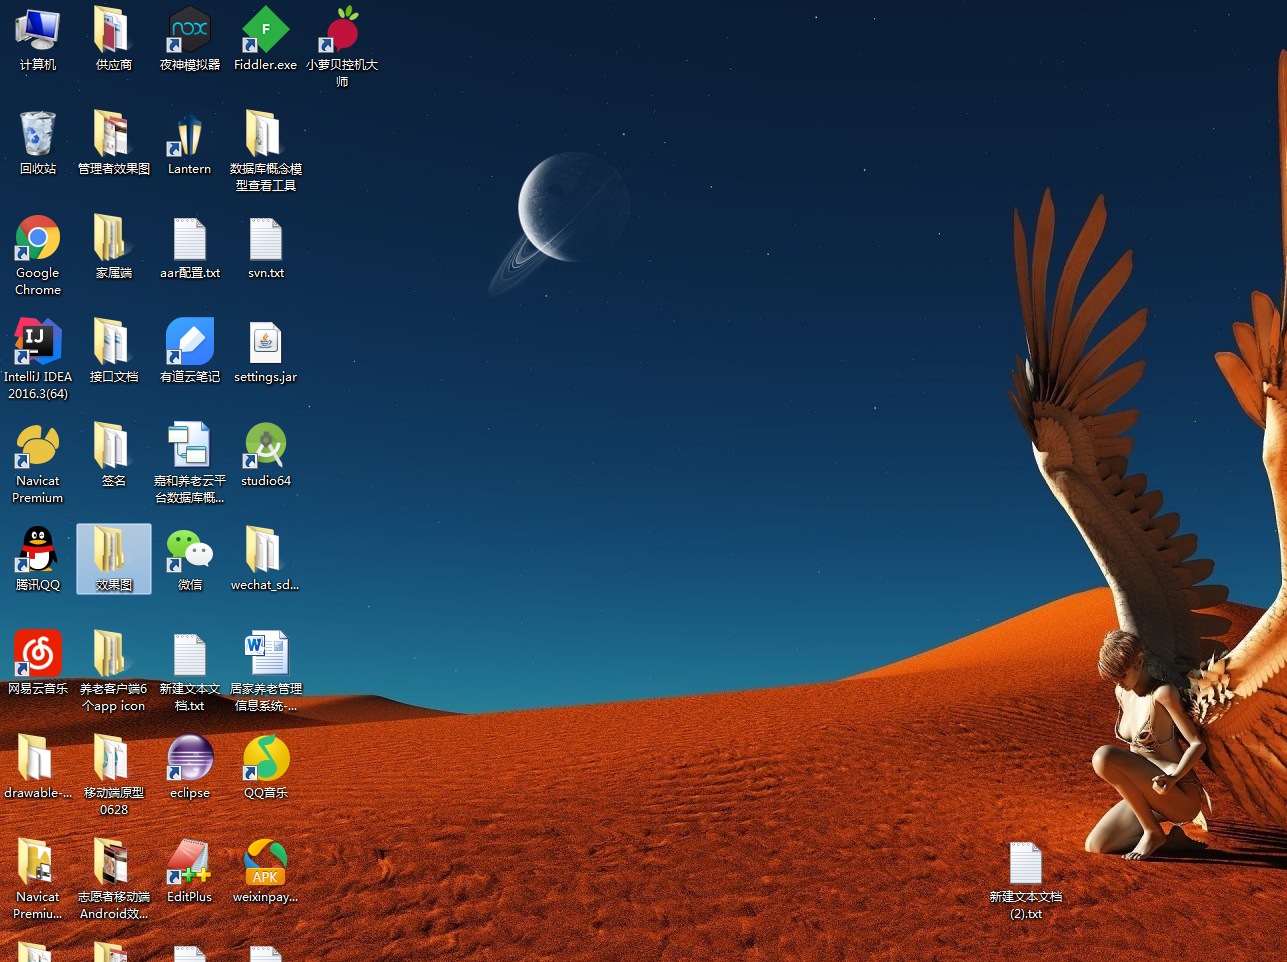 计算机
供应商
nox
夜神模拟器
F
Fiddler.exe
小萝贝控机大
师
回收站
管理者效果图
Lantern
数据库概念模
型查看工具
Google
Chrome
家属端
aar配置.txt
svn.txt
IJ
IntelliJ IDEA
2016.3(64)
接口文档
有道云笔记
settings.jar
Navicat
Premium
签名
嘉和养老云平
台数据库概...
studio64
腾讯QQ
效果图
微信
wechat_sd...
网易云音乐
养老客户端6
个app icon
新建文本文
档.txt
W
居家养老管理
信息系统-...
drawable-...
移动端原型
0628
eclipse
QQ音乐
Navicat
Premiu...
志愿者移动端
Android效...
EditPlus
APK
weixinpay...
新建文本文档
(2).txt